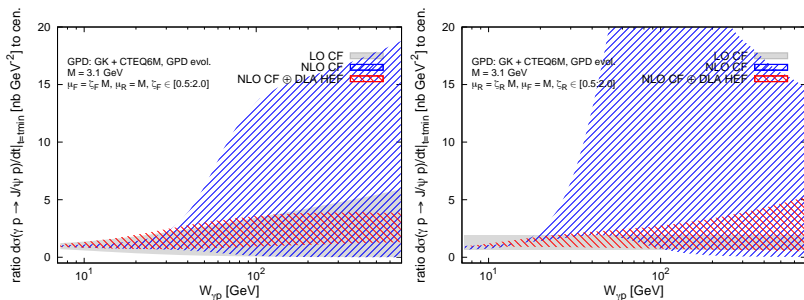 ratio dσ(γ p → J/ψ p)/dt|t=tmin [nb GeV⁻²] to cen.
20
15
10
5
0
GPD: GK + CTEQ6M, GPD evol.
M = 3.1 GeV
μF = ζF M, μR = M, ζF ∈ [0.5:2.0]
LO CF
NLO CF
NLO CF ⊕ DLA HEF
10¹
10²
Wγp [GeV]
ratio dσ(γ p → J/ψ p)/dt|t=tmin [nb GeV⁻²] to cen.
20
15
10
5
0
GPD: GK + CTEQ6M, GPD evol.
M = 3.1 GeV
μR = ζR M, μF = M, ζR ∈ [0.5:2.0]
LO CF
NLO CF
NLO CF ⊕ DLA HEF
10¹
10²
Wγp [GeV]